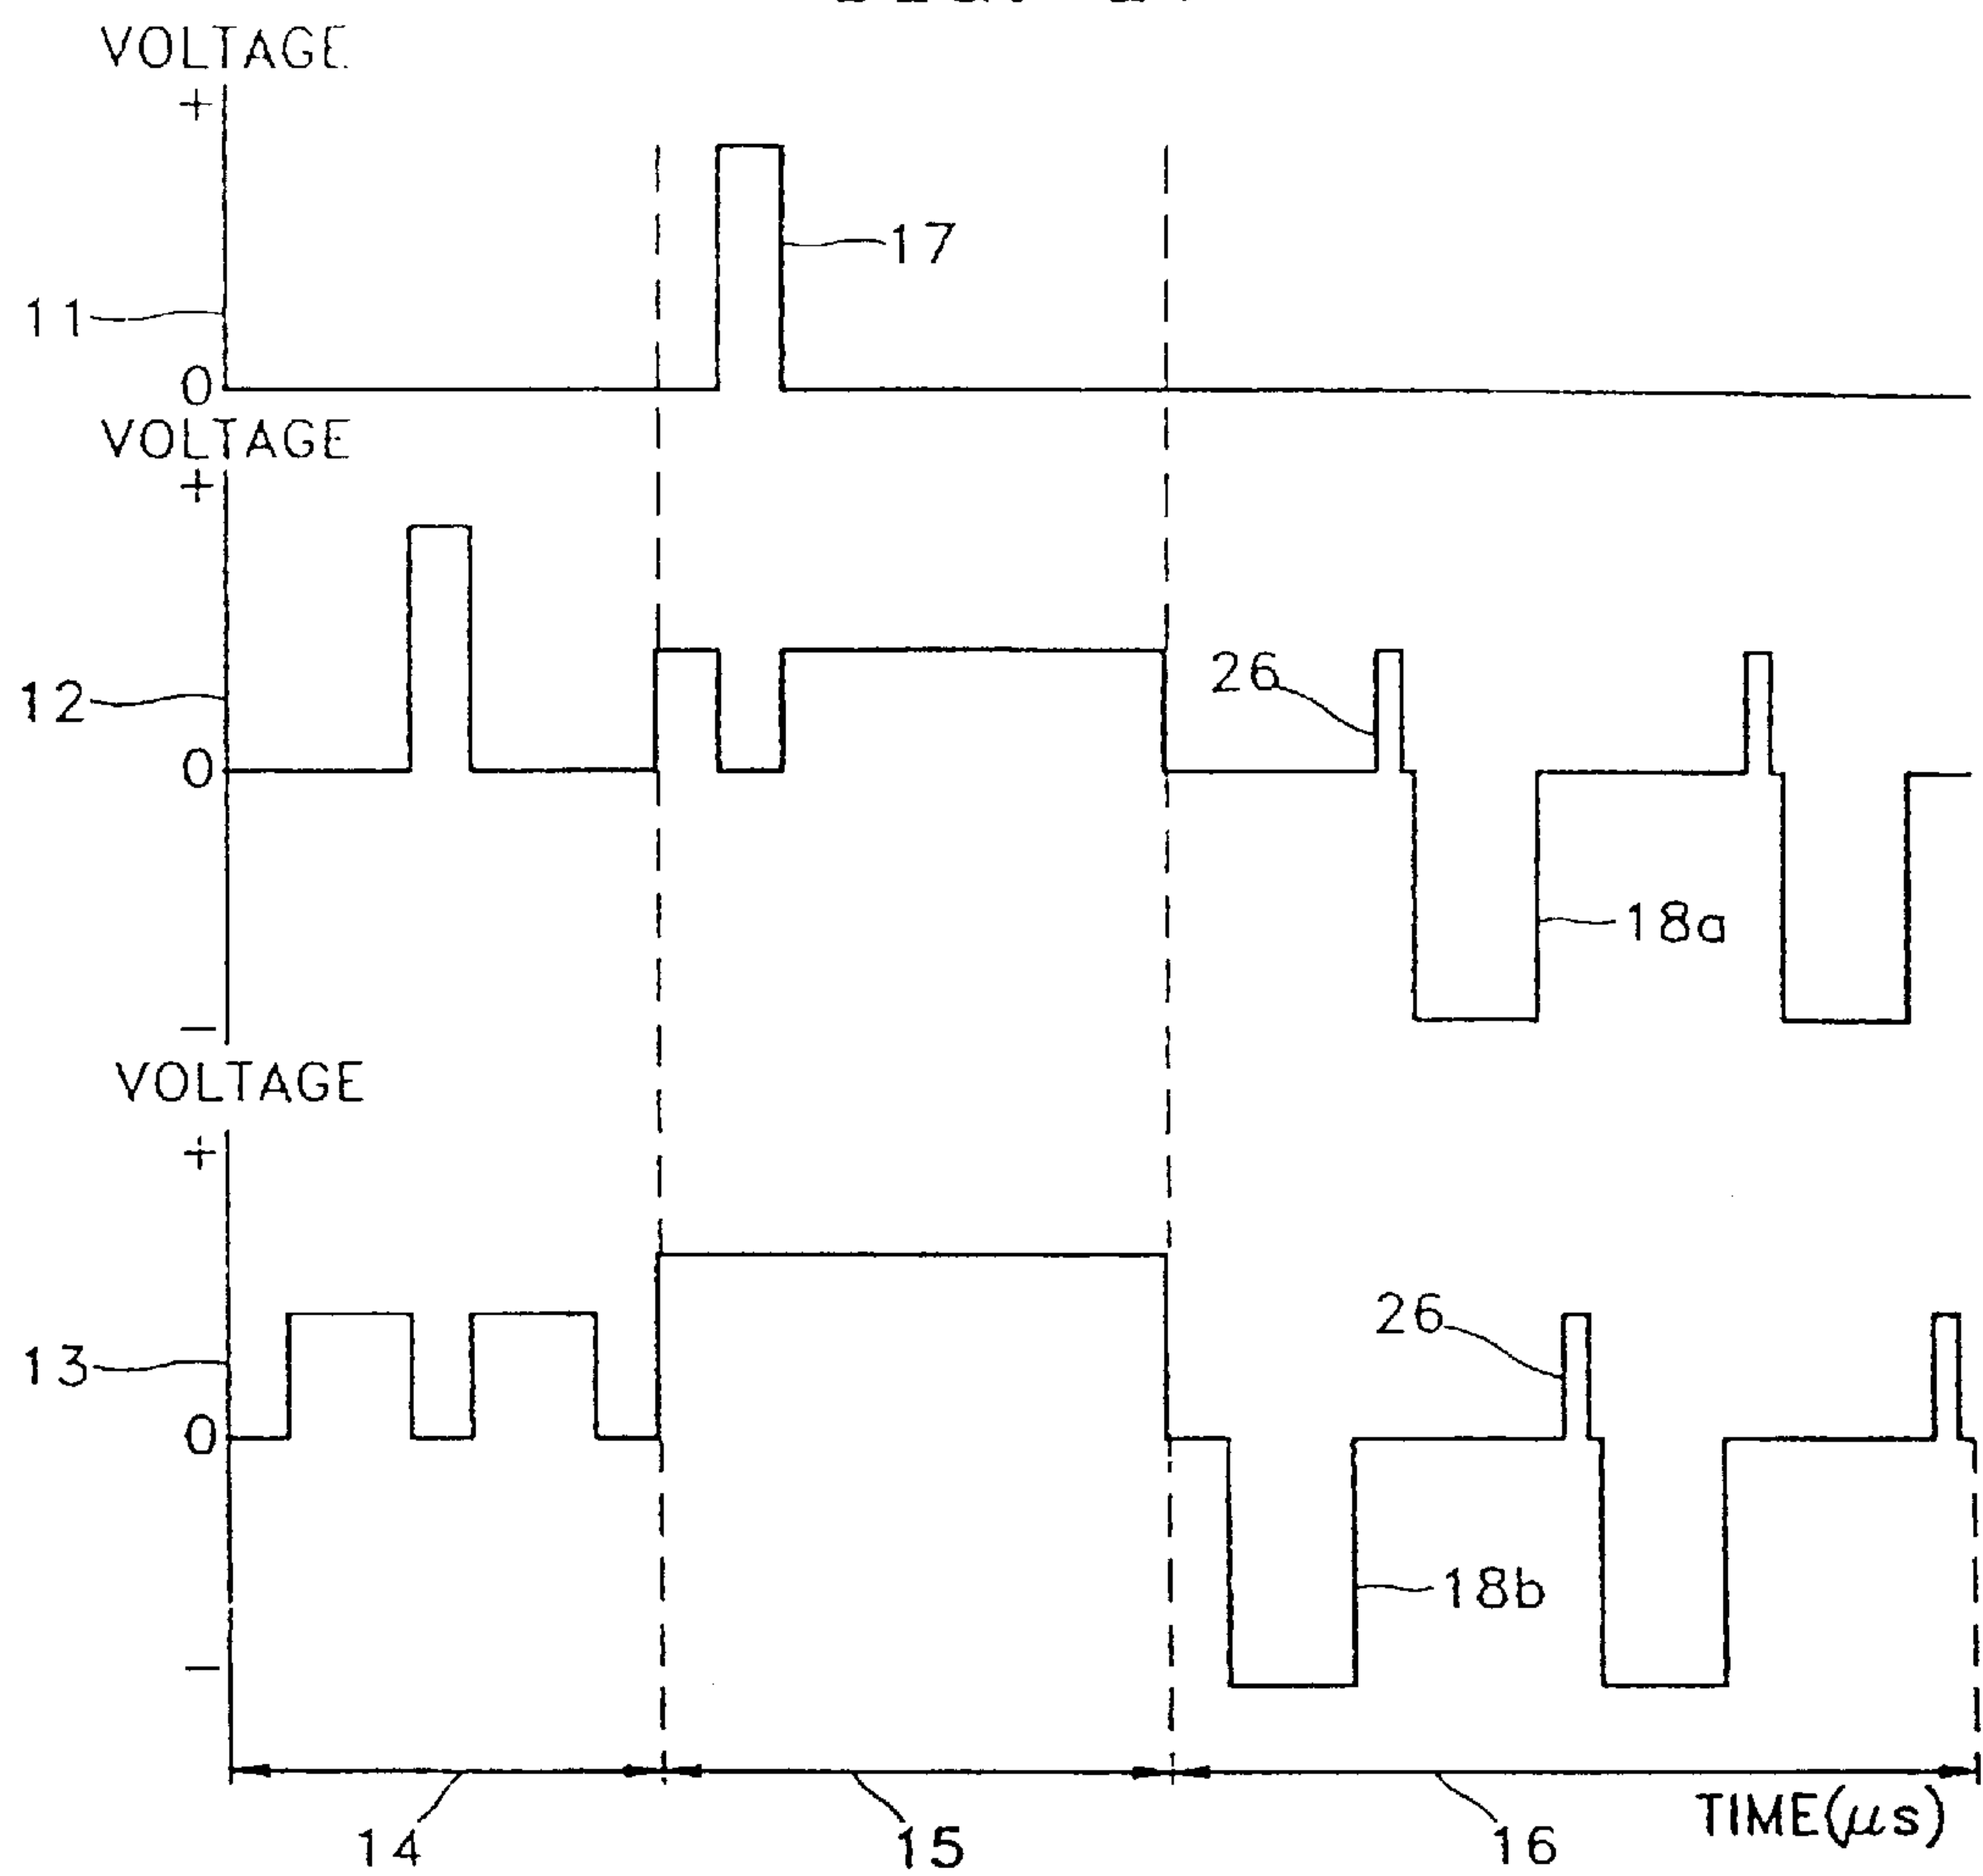 VOLTAGE
+
17
11
0
VOLTAGE
+
26
12
0
18a
−
VOLTAGE
+
26
13
0
18b
−
TIME(μs)
14
15
16